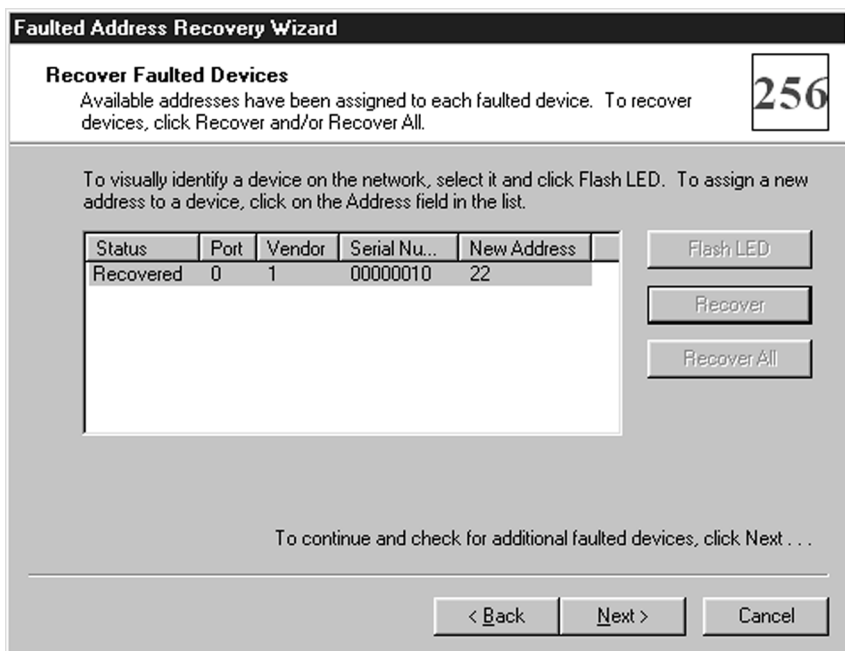 Faulted Address Recovery Wizard
Recover Faulted Devices
Available addresses have been assigned to each faulted device. To recover
devices, click Recover and/or Recover All.
256
To visually identify a device on the network, select it and click Flash LED. To assign a new
address to a device, click on the Address field in the list.
Status Port Vendor Serial Nu... New Address
Recovered 0 1 00000010 22
Flash LED
Recover
Recover All
To continue and check for additional faulted devices, click Next . . .
< Back Next > Cancel